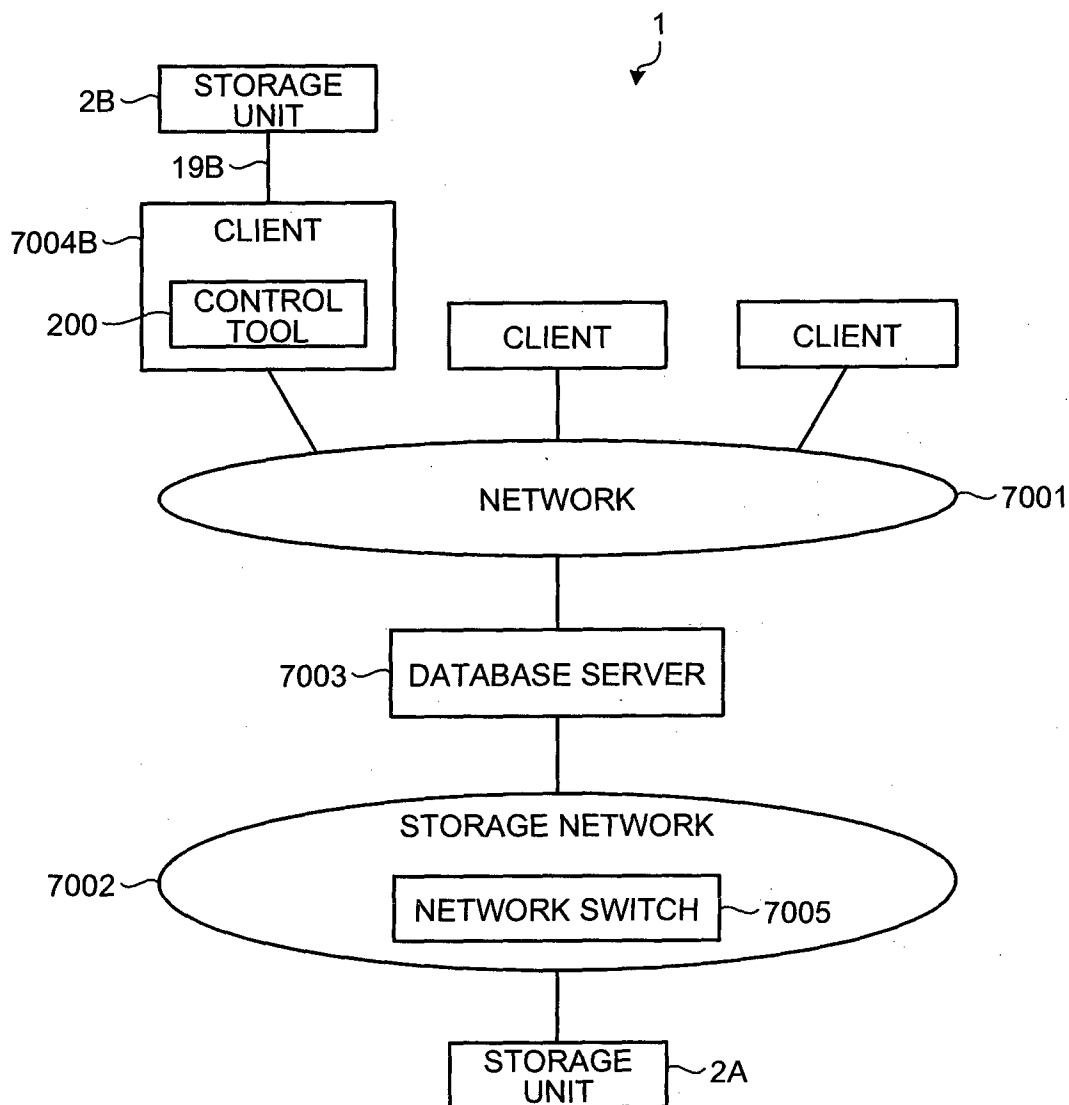 1
STORAGE
UNIT
2B
19B
CLIENT
7004B
CONTROL
TOOL
200
CLIENT
CLIENT
NETWORK
7001
7003
DATABASE SERVER
STORAGE NETWORK
7002
NETWORK SWITCH
7005
STORAGE
UNIT
2A